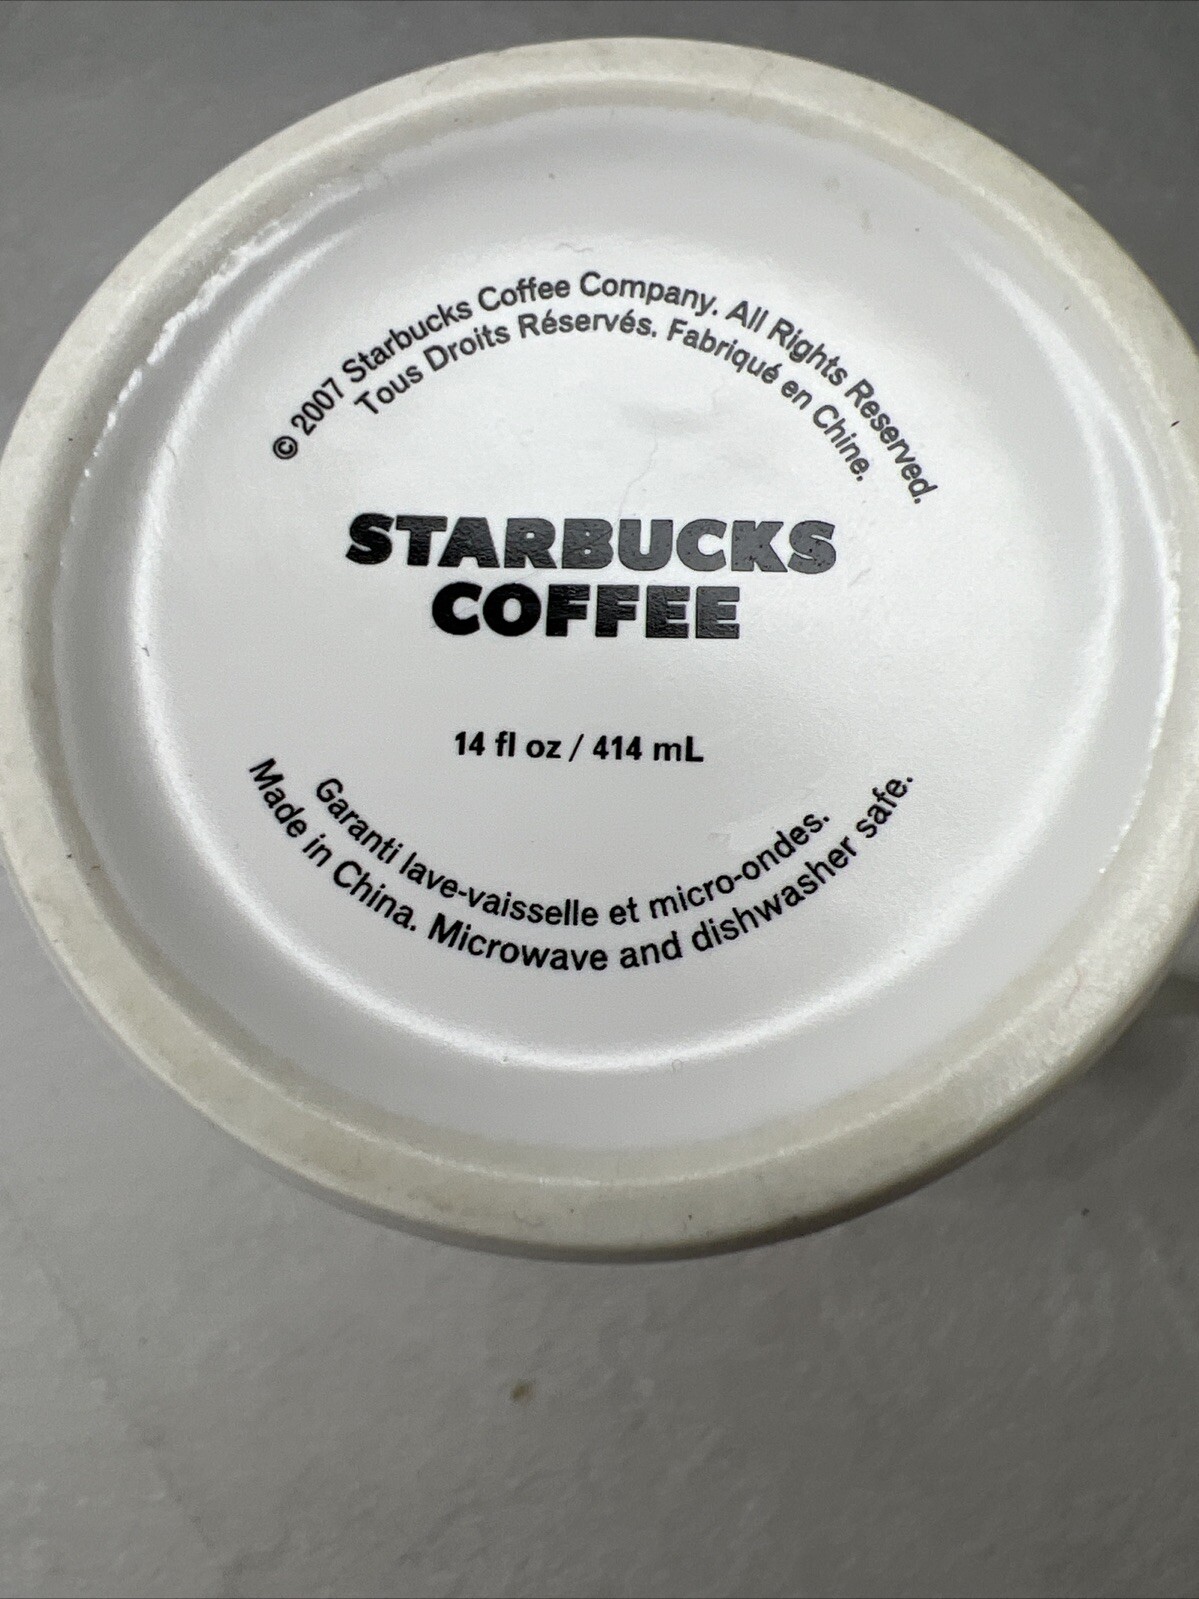 © 2007 Starbucks Coffee Company. All Rights Reserved.
Tous Droits Réservés. Fabriqué en Chine.
STARBUCKS
COFFEE
14 fl oz / 414 mL
Garanti lave-vaisselle et micro-ondes.
Made in China. Microwave and dishwasher safe.